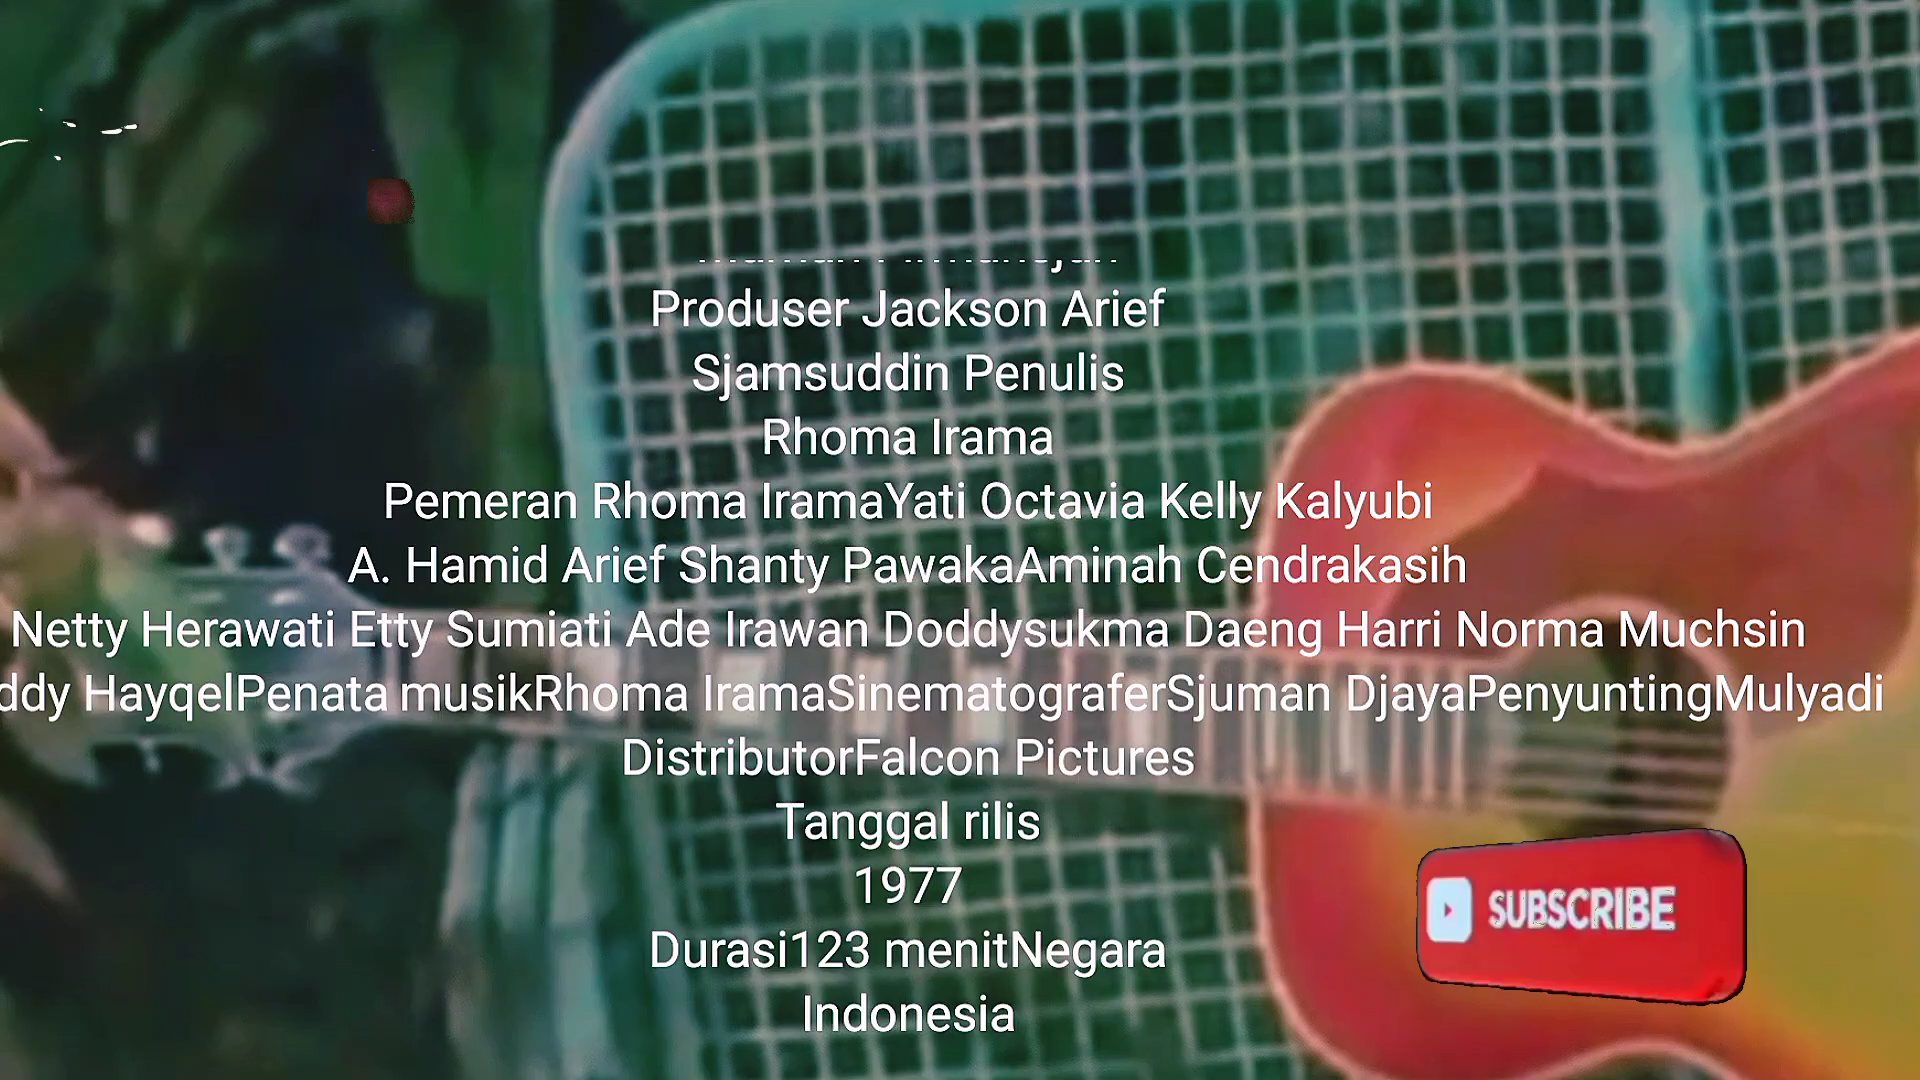 Produser Jackson Arief
Sjamsuddin Penulis
Rhoma Irama
Pemeran Rhoma IramaYati Octavia Kelly Kalyubi
A. Hamid Arief Shanty PawakaAminah Cendrakasih
Netty Herawati Etty Sumiati Ade Irawan Doddysukma Daeng Harri Norma Muchsin
ddy HayqelPenata musikRhoma IramaSinematograferSjuman DjayaPenyuntingMulyadi
DistributorFalcon Pictures
Tanggal rilis
1977
Durasi123 menitNegara
Indonesia
SUBSCRIBE